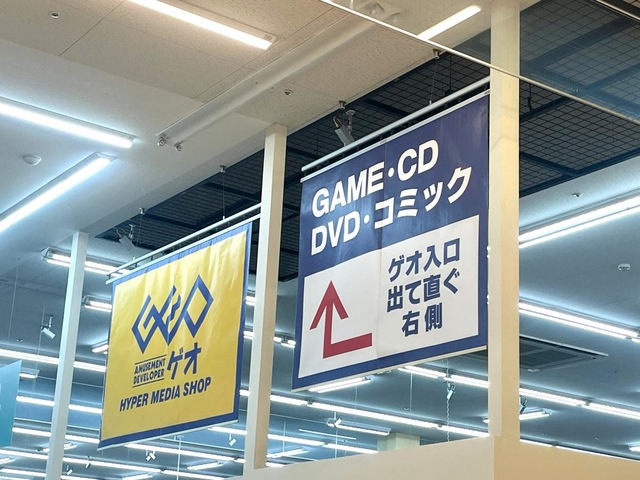 GEO
AMUSEMENT
DEVELOPER ゲオ
HYPER MEDIA SHOP
GAME・CD
DVD・コミック
ゲオ入口
出て直ぐ
右側